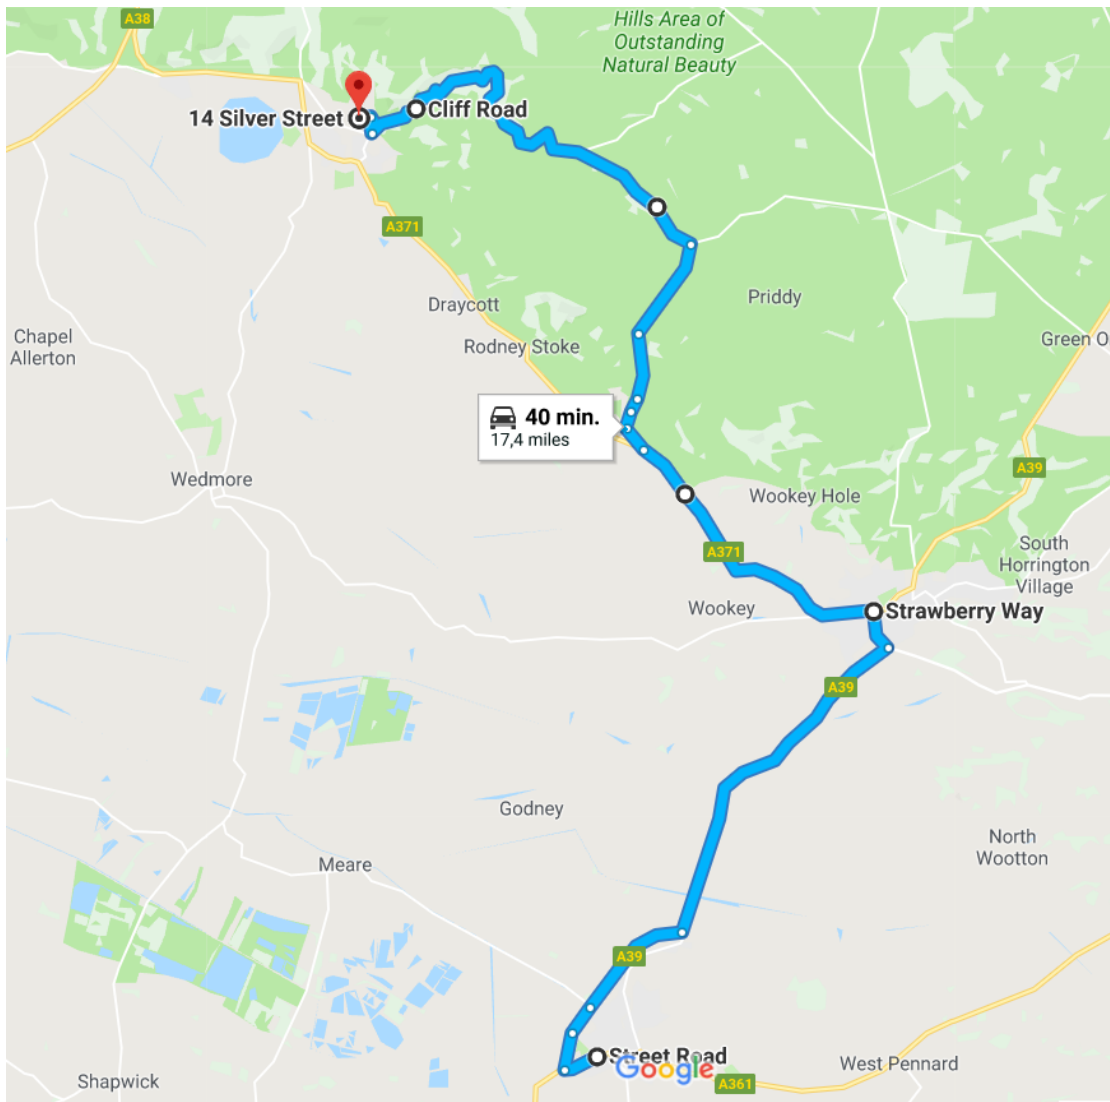 A38
Hills Area of
Outstanding
Natural Beauty
14 Silver Street
Cliff Road
A371
Priddy
Draycott
Chapel
Allerton
Rodney Stoke
Green O
40 min.
17,4 miles
Wedmore
A39
Wookey Hole
A371
South
Horrington
Village
Wookey
Strawberry Way
A39
Godney
North
Wootton
Meare
A39
Street Road
Google
West Pennard
Shapwick
A361